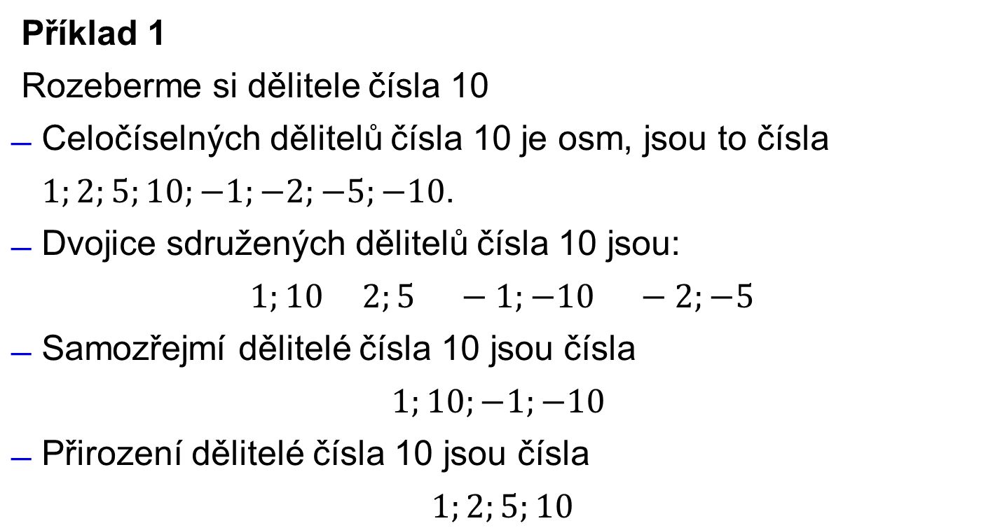 Příklad 1
Rozeberme si dělitele čísla 10
– Celočíselných dělitelů čísla 10 je osm, jsou to čísla
1; 2; 5; 10; −1; −2; −5; −10.
– Dvojice sdružených dělitelů čísla 10 jsou:
1; 10 2; 5 − 1; −10 − 2; −5
– Samozřejmí dělitelé čísla 10 jsou čísla
1; 10; −1; −10
– Přirození dělitelé čísla 10 jsou čísla
1; 2; 5; 10